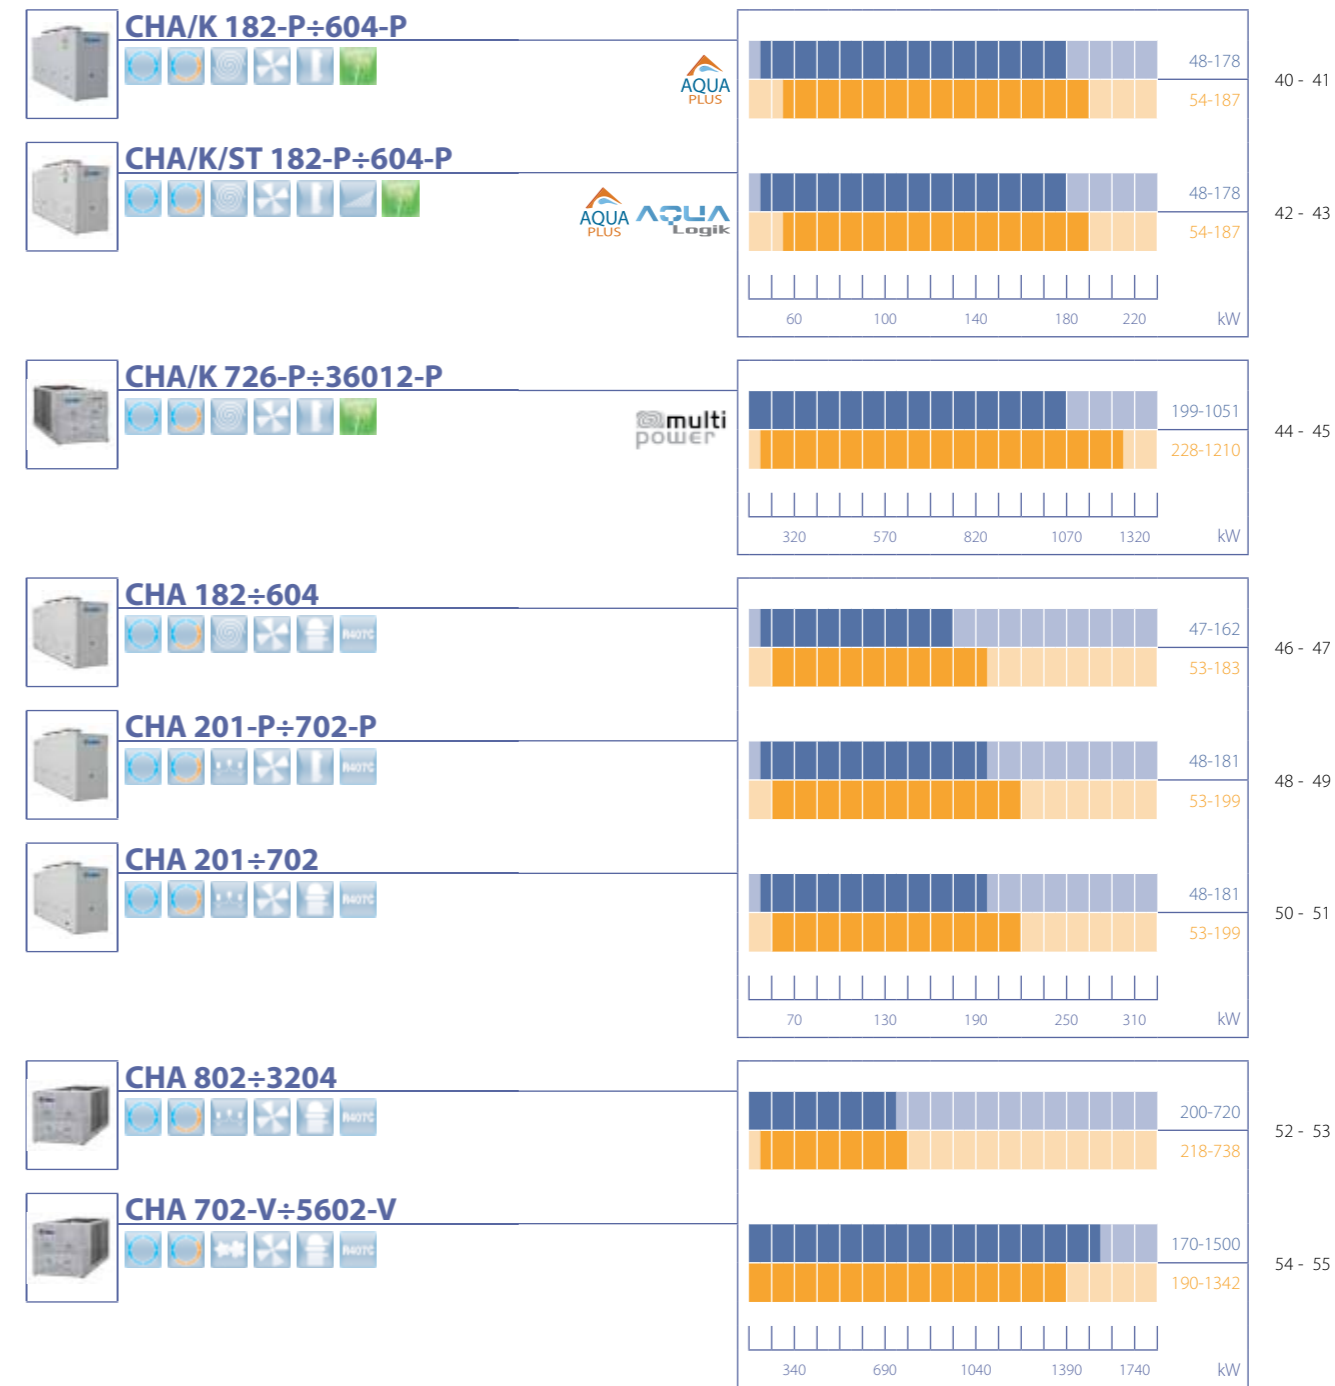 CHA/K 182-P÷604-P
AQUA
PLUS
48-178
54-187
40 - 41
CHA/K/ST 182-P÷604-P
AQUA
PLUS
AQUA
Logik
48-178
54-187
42 - 43
60 100 140 180 220 kW
CHA/K 726-P÷36012-P
multi
power
199-1051
228-1210
44 - 45
320 570 820 1070 1320 kW
CHA 182÷604
R407C
47-162
53-183
46 - 47
CHA 201-P÷702-P
R407C
48-181
53-199
48 - 49
CHA 201÷702
R407C
48-181
53-199
50 - 51
70 130 190 250 310 kW
CHA 802÷3204
R407C
200-720
218-738
52 - 53
CHA 702-V÷5602-V
R407C
170-1500
190-1342
54 - 55
340 690 1040 1390 1740 kW